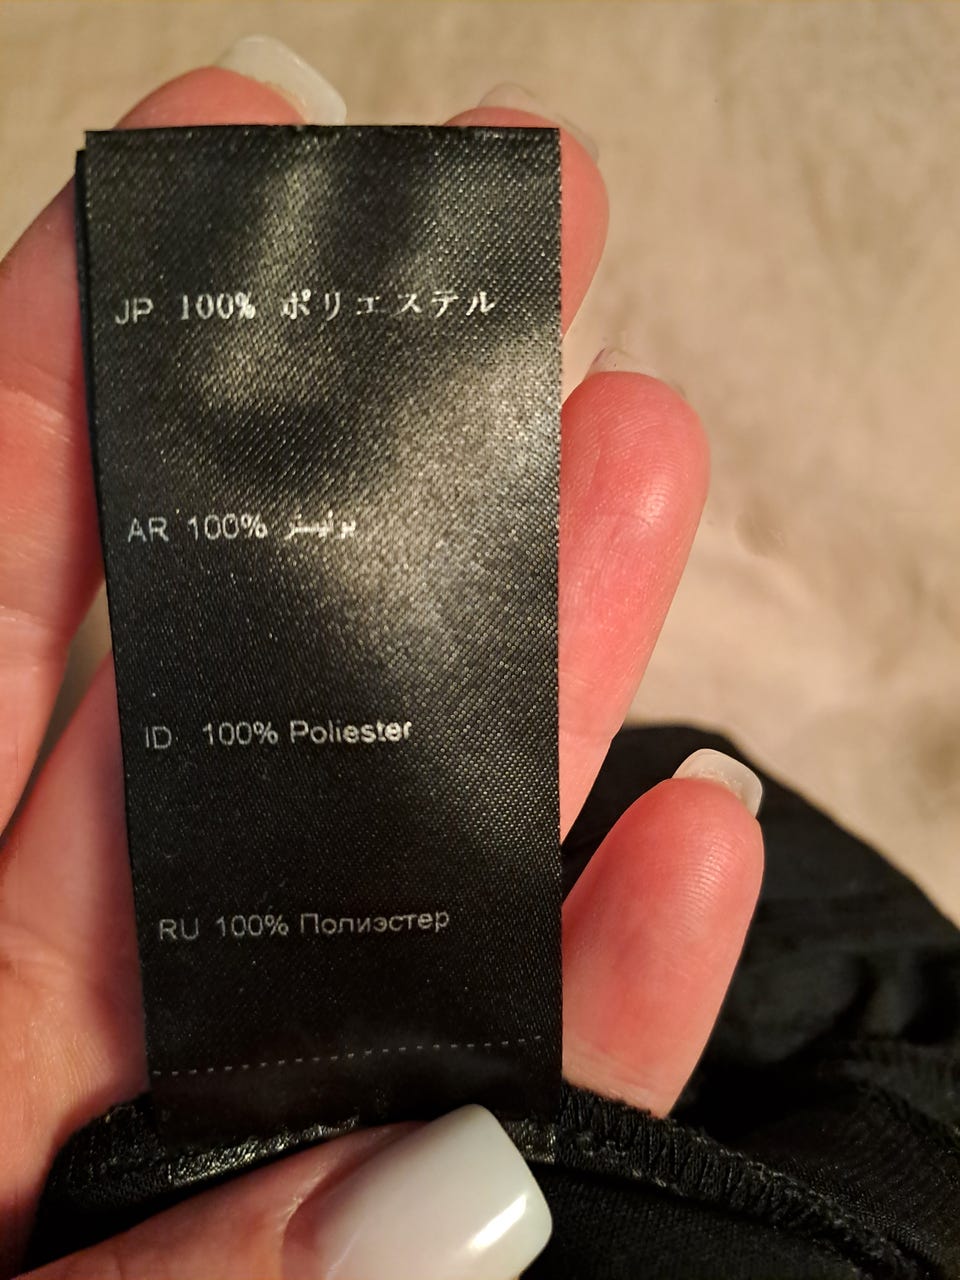 JP 100% ポリエステル
AR 100% بوليستر
ID 100% Poliester
RU 100% Полиэстер